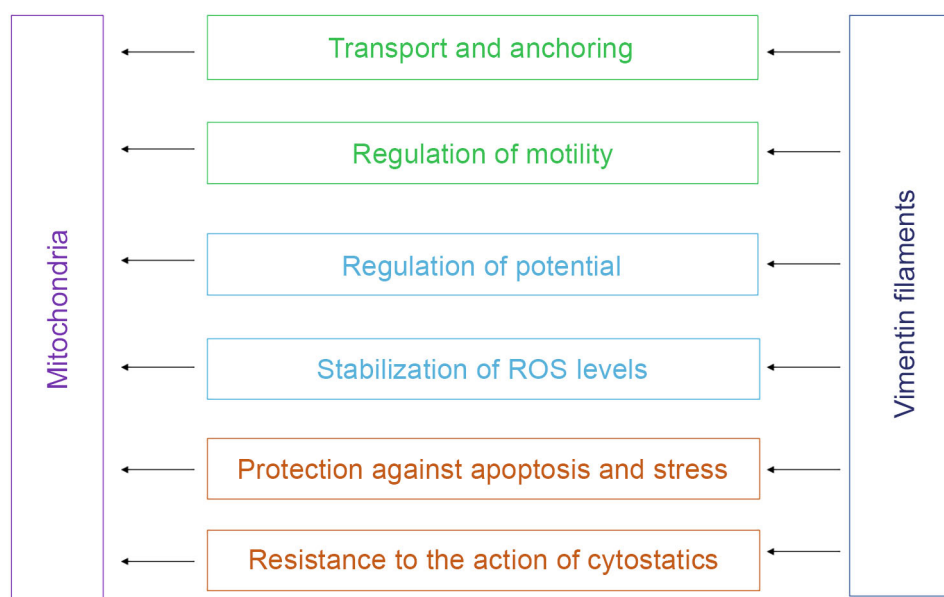 Mitochondria
Transport and anchoring
Regulation of motility
Regulation of potential
Stabilization of ROS levels
Protection against apoptosis and stress
Resistance to the action of cytostatics
Vimentin filaments